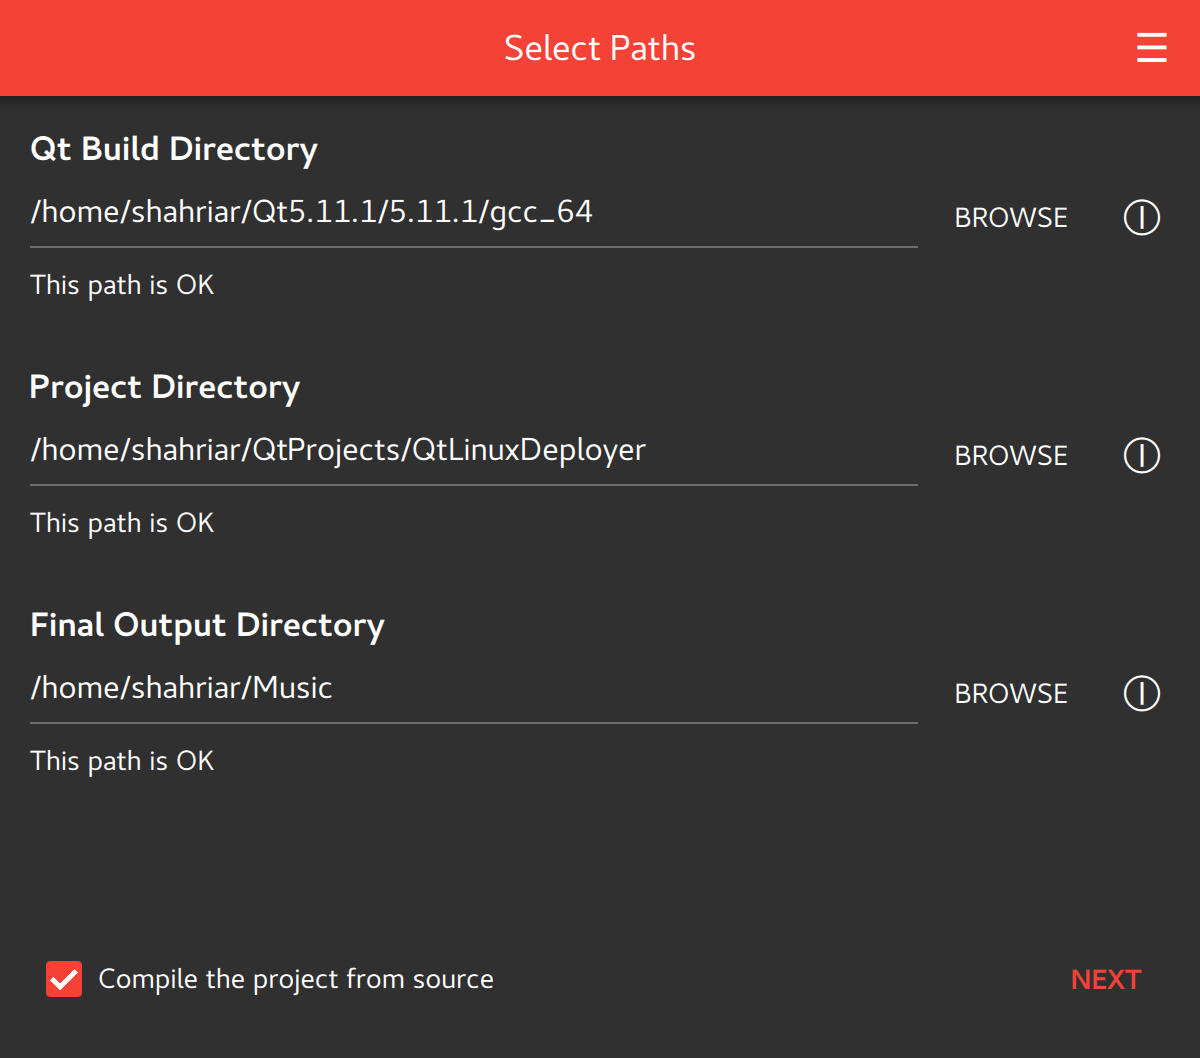 Select Paths
Qt Build Directory
/home/shahriar/Qt5.11.1/5.11.1/gcc_64
BROWSE
This path is OK
Project Directory
/home/shahriar/QtProjects/QtLinuxDeployer
BROWSE
This path is OK
Final Output Directory
/home/shahriar/Music
BROWSE
This path is OK
Compile the project from source
NEXT